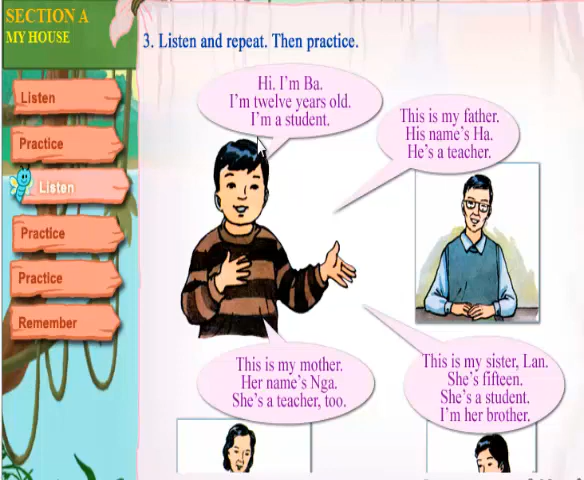 SECTION A
MY HOUSE
3. Listen and repeat. Then practice.
Listen
Practice
Listen
Practice
Practice
Remember
Hi. I'm Ba.
I'm twelve years old.
I'm a student.
This is my father.
His name's Ha.
He's a teacher.
This is my mother.
Her name's Nga.
She's a teacher, too.
This is my sister, Lan.
She's fifteen.
She's a student.
I'm her brother.